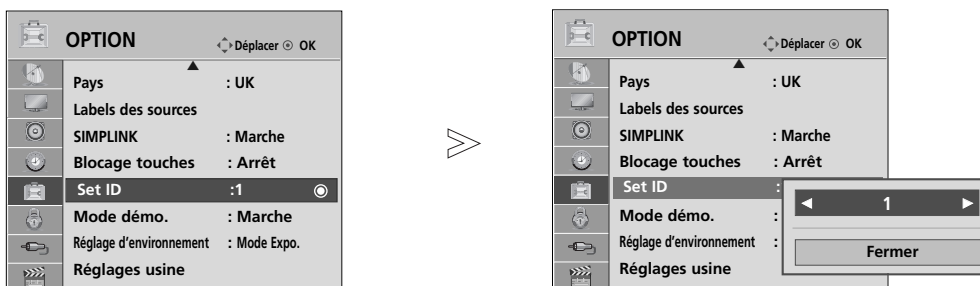 OPTION
Déplacer OK
Pays : UK
Labels des sources
SIMPLINK : Marche
Blocage touches : Arrêt
Set ID :1
Mode démo. : Marche
Réglage d'environnement : Mode Expo.
Réglages usine
OPTION
Déplacer OK
Pays : UK
Labels des sources
SIMPLINK : Marche
Blocage touches : Arrêt
Set ID :
◄ 1 ►
Mode démo. :
Réglage d'environnement :
Fermer
Réglages usine